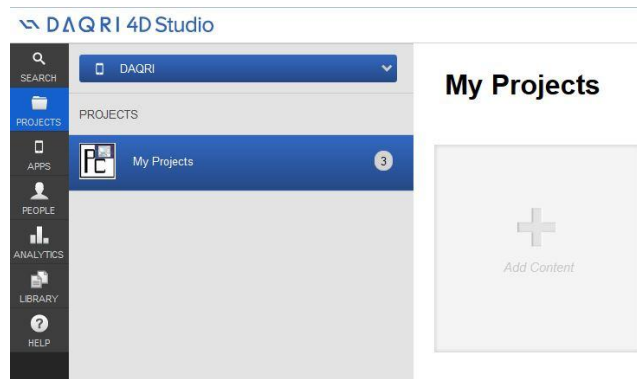 DAQRI 4D Studio
SEARCH
PROJECTS
APPS
PEOPLE
ANALYTICS
LIBRARY
HELP
DAQRI
PROJECTS
PC
My Projects
3
My Projects
Add Content